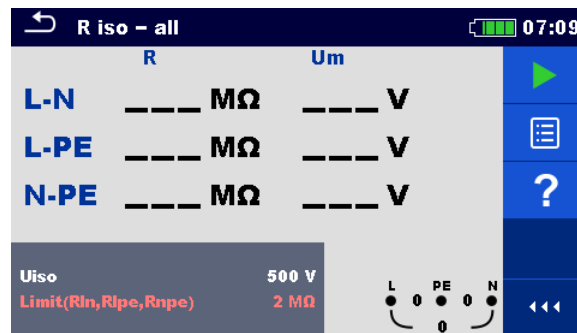 R iso – all 07:09
R Um
L-N ___ MΩ ___ V
L-PE ___ MΩ ___ V
N-PE ___ MΩ ___ V
?
Uiso 500 V
Limit(Rln,Rlpe,Rnpe) 2 MΩ
L PE N
0 0
0